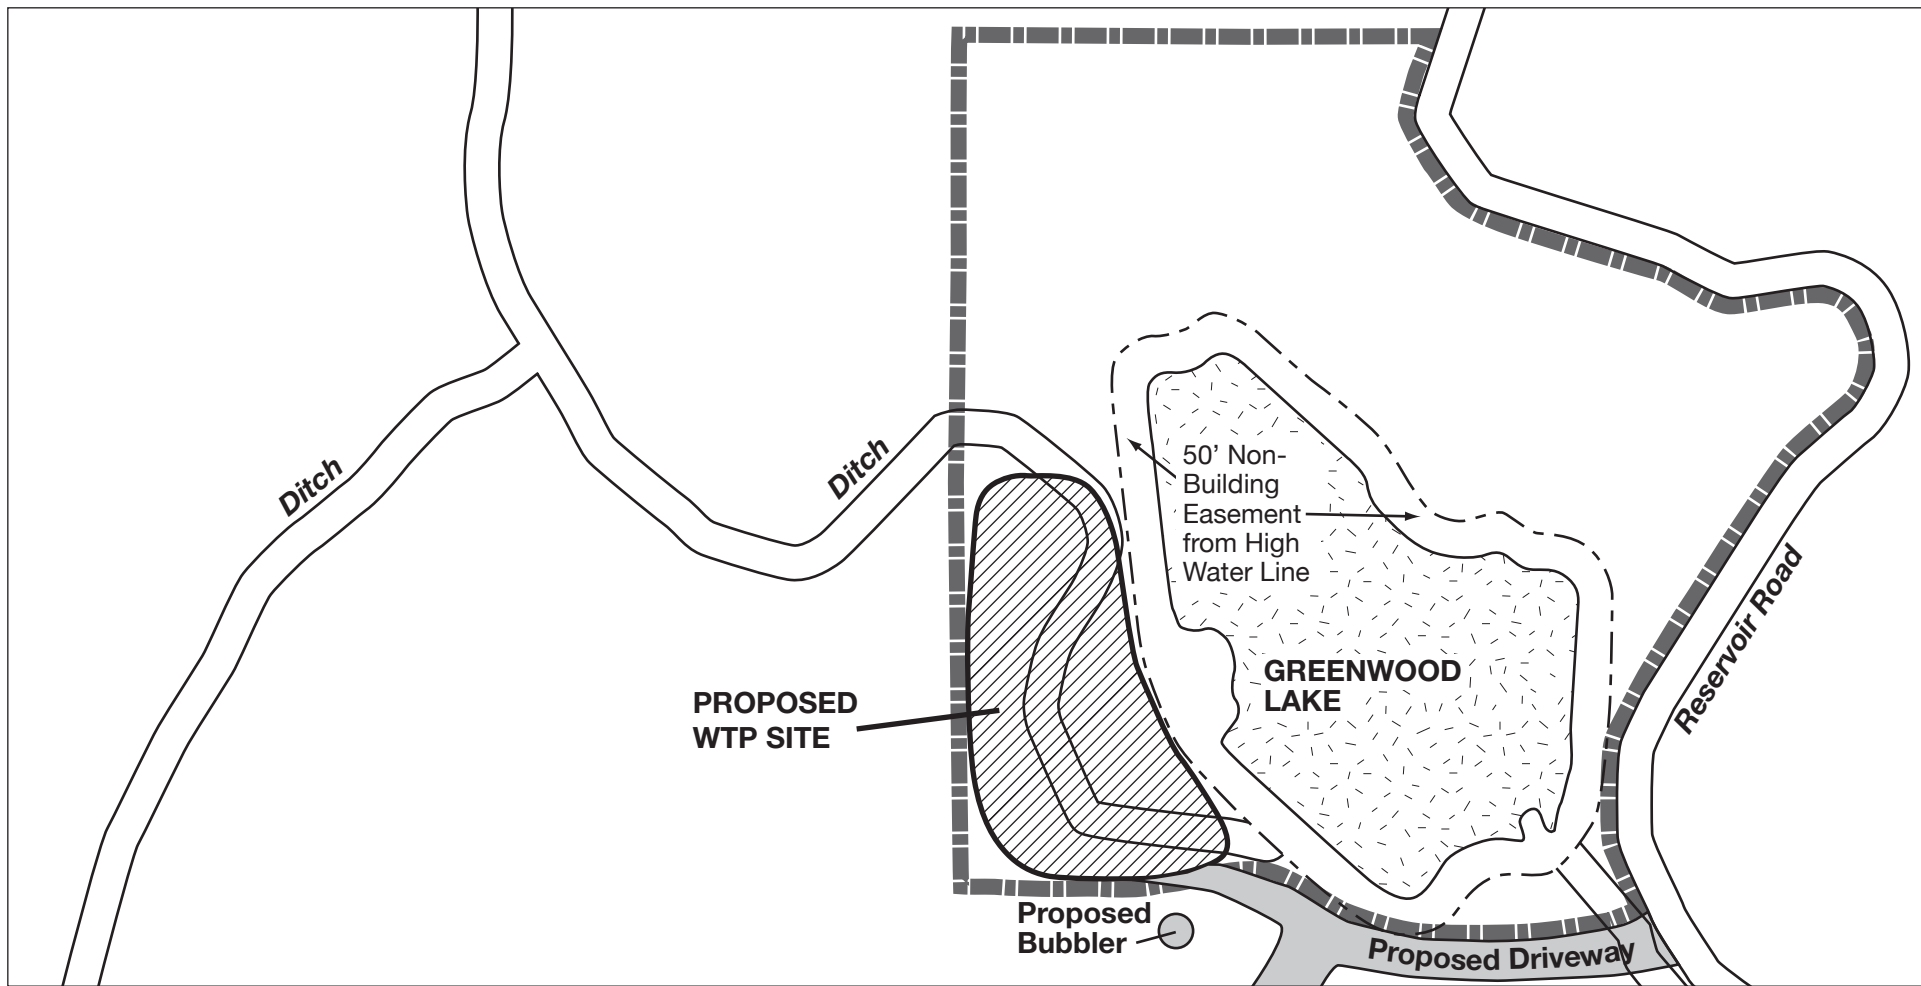 Ditch
Ditch
50’ Non-
Building
Easement
from High
Water Line
GREENWOOD
LAKE
Reservoir Road
PROPOSED
WTP SITE
Proposed
Bubbler
Proposed Driveway